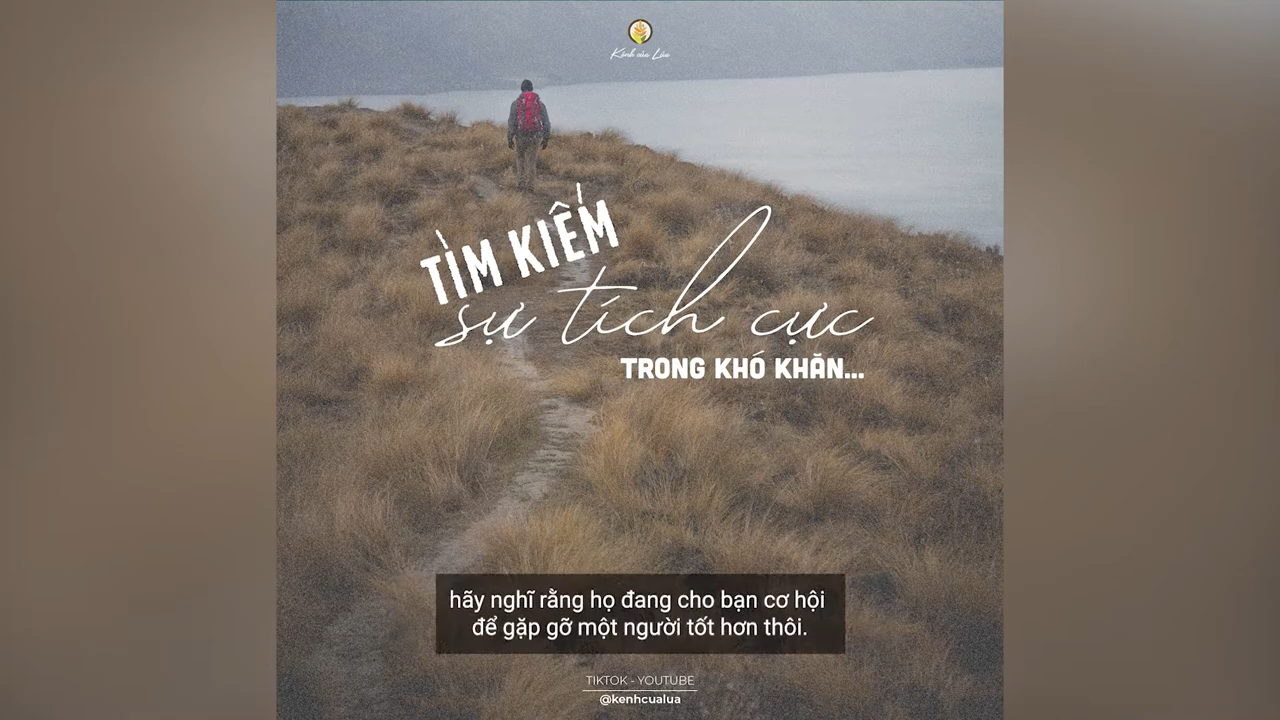 Kênh của Lúa
TÌM KIẾM
sự tích cực
TRONG KHÓ KHĂN...
hãy nghĩ rằng họ đang cho bạn cơ hội
để gặp gỡ một người tốt hơn thôi.
TIKTOK - YOUTUBE
@kenhcualua